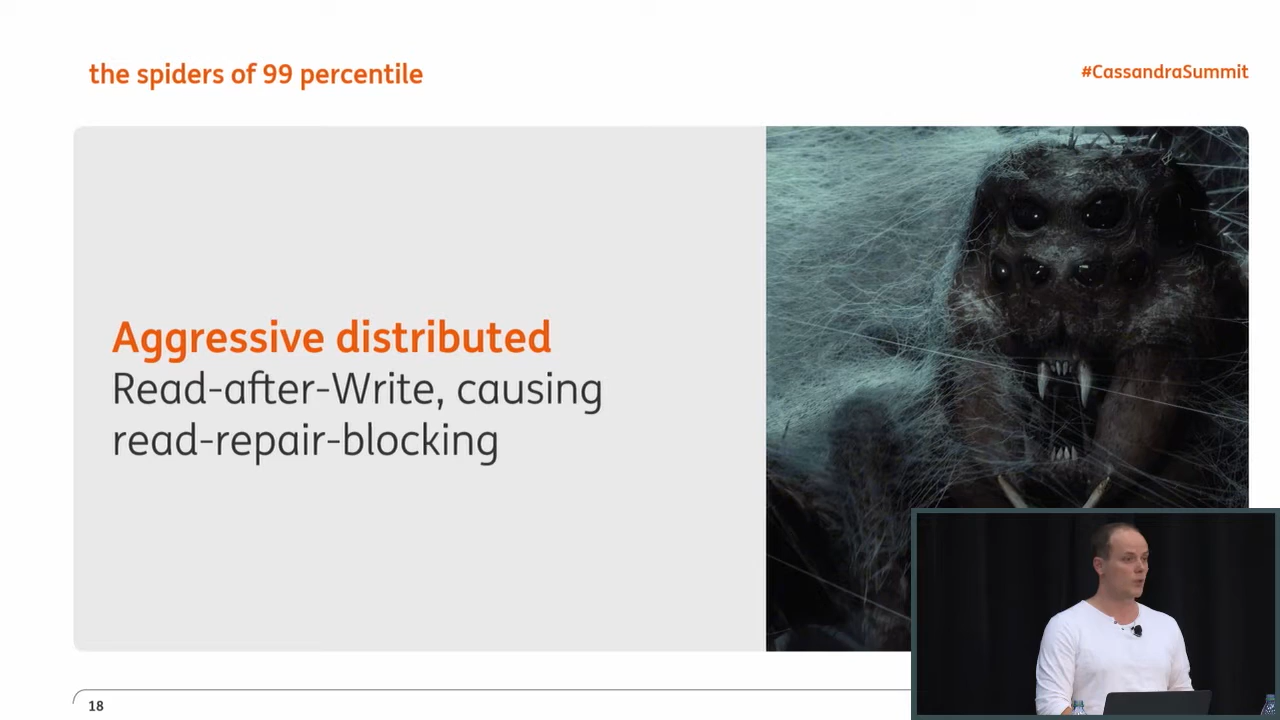 the spiders of 99 percentile
#CassandraSummit
Aggressive distributed
Read-after-Write, causing
read-repair-blocking
18